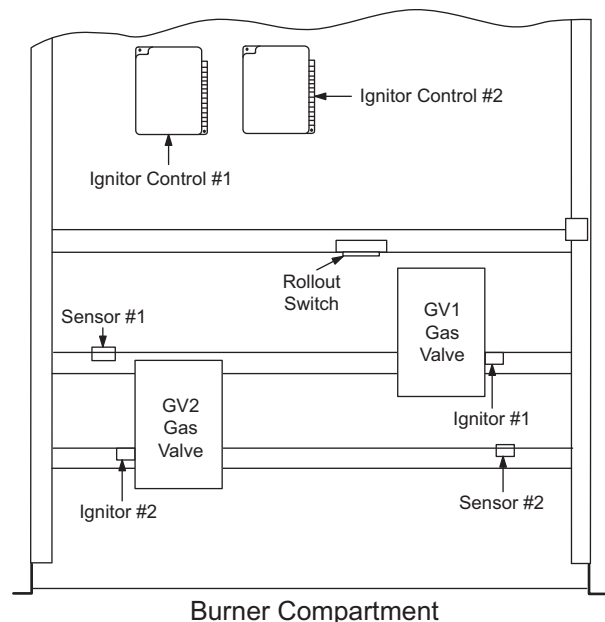 Ignitor Control #2
Ignitor Control #1
Rollout
Switch
Sensor #1
GV1
Gas
Valve
GV2
Gas
Valve
Ignitor #1
Ignitor #2
Sensor #2
Burner Compartment